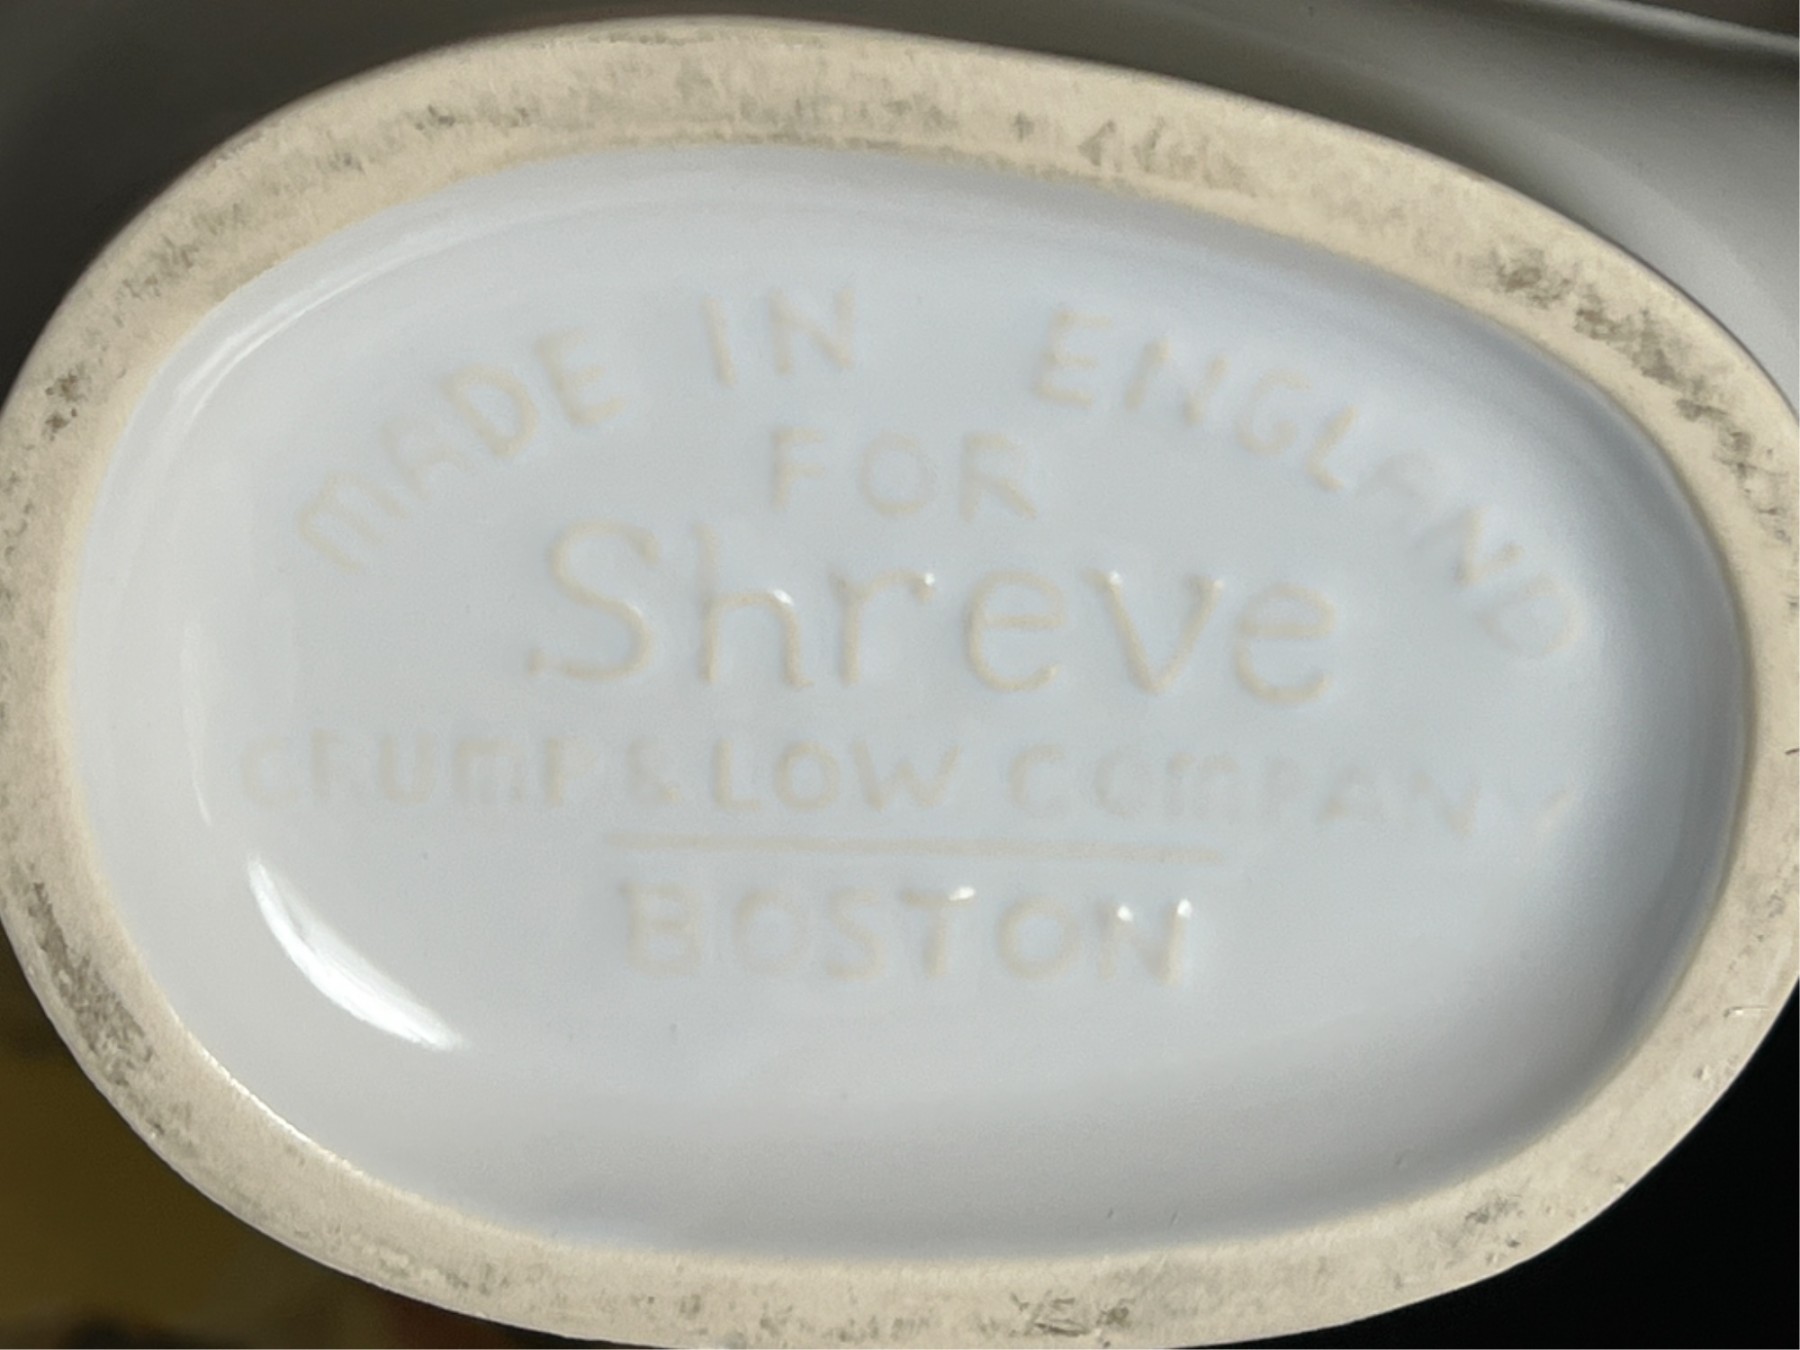 MADE IN ENGLAND
FOR
Shreve
CRUMP & LOW COMPANY
BOSTON